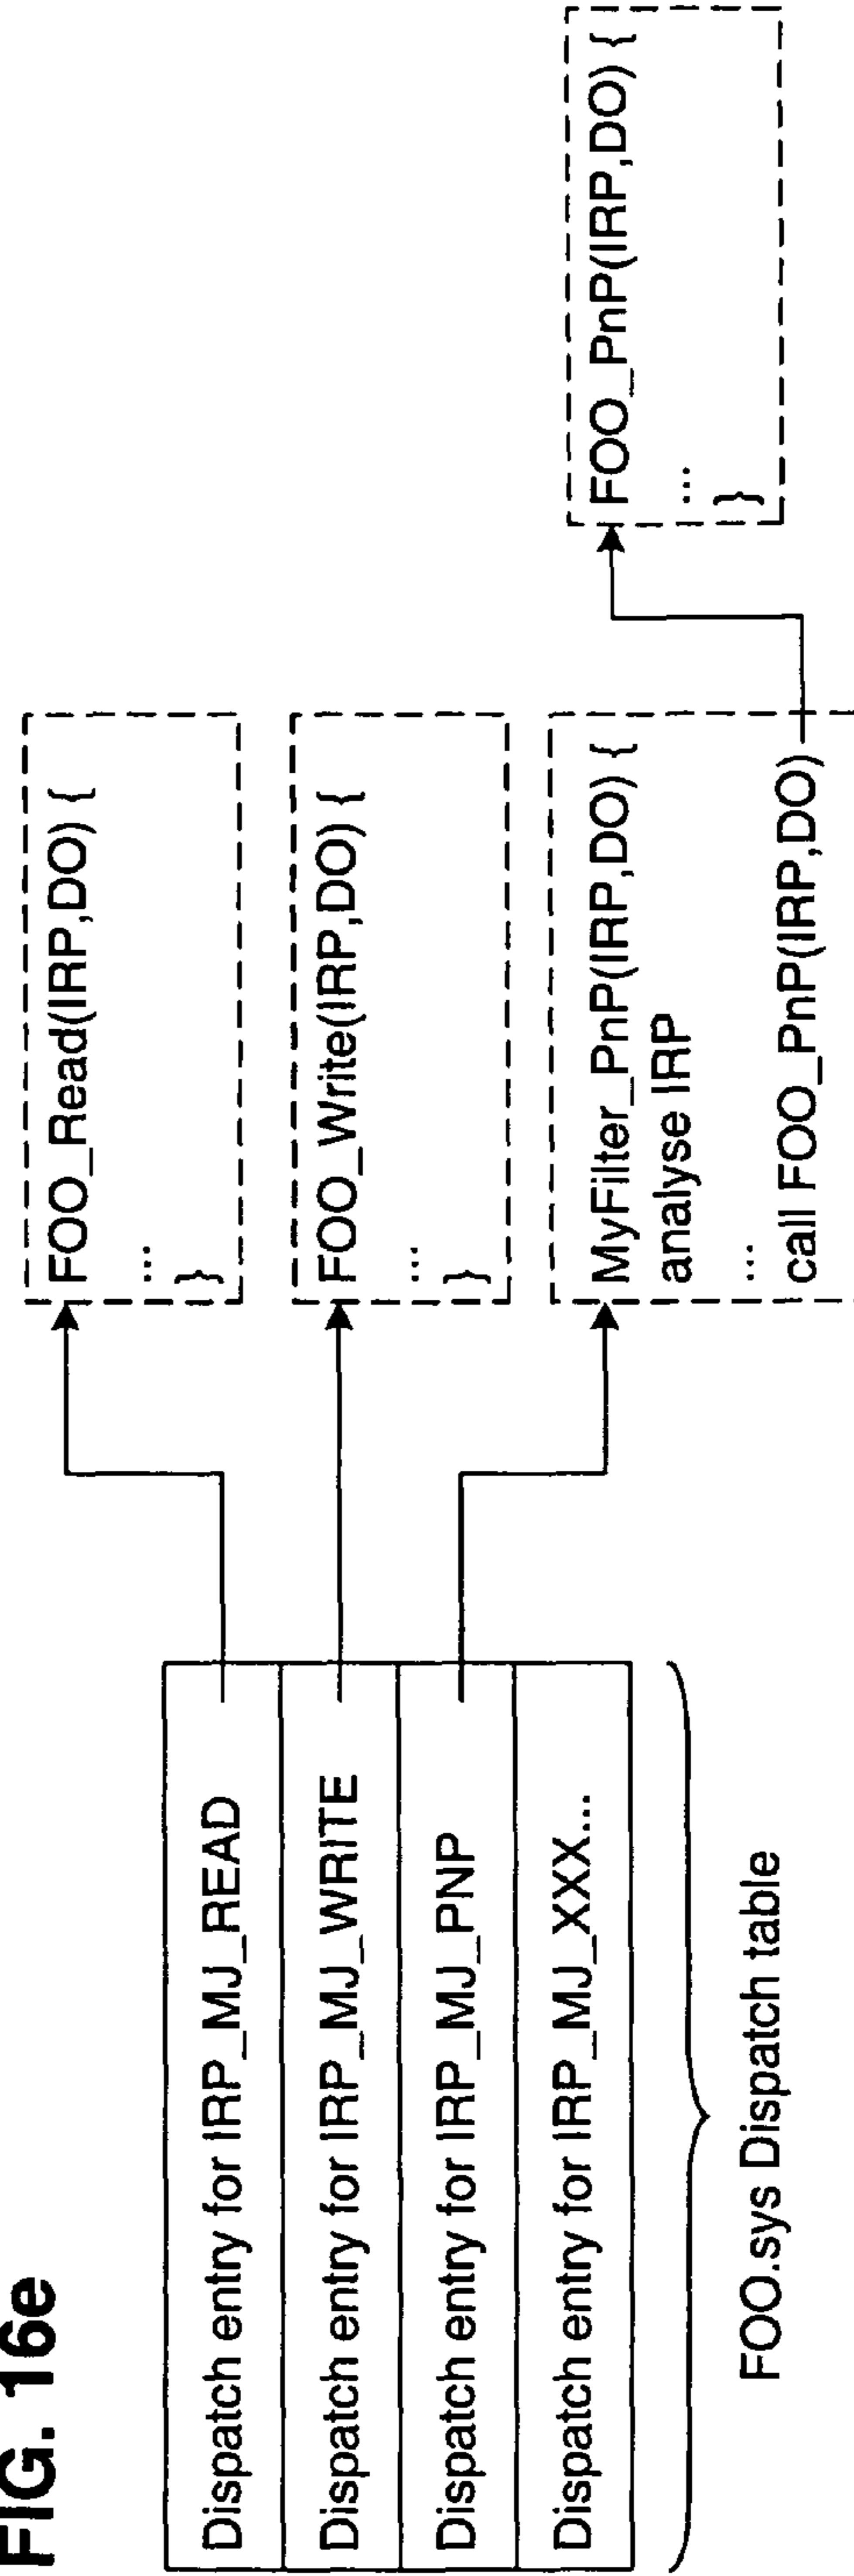 FIG. 16e
Dispatch entry for IRP_MJ_READ
Dispatch entry for IRP_MJ_WRITE
Dispatch entry for IRP_MJ_PNP
Dispatch entry for IRP_MJ_XXX...
FOO.sys Dispatch table
FOO_Read(IRP,DO) {
...
}
FOO_Write(IRP,DO) {
...
}
MyFilter_PnP(IRP,DO) {
analyse IRP
...
call FOO_PnP(IRP,DO)
FOO_PnP(IRP,DO) {
...
}